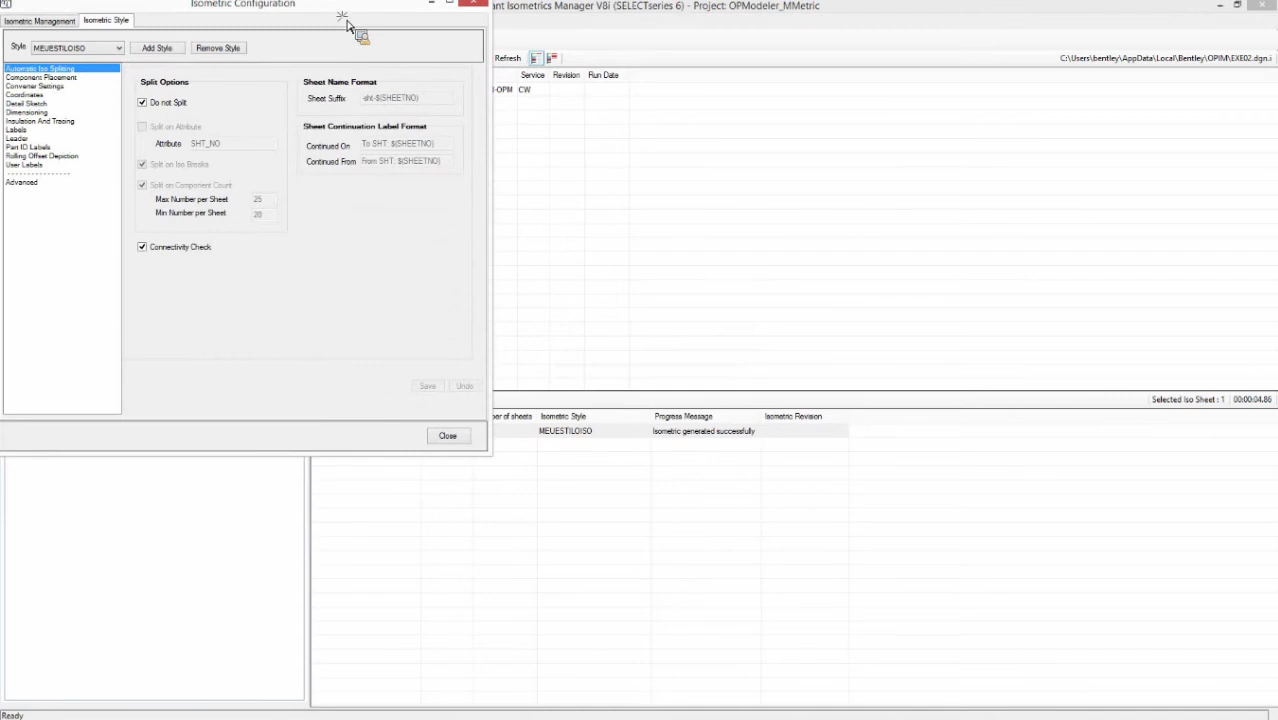 Isometric Configuration
Isometric Management
Isometric Style
Style
MEUESTILOISO
Add Style
Remove Style
Automatic Iso Splitting
Component Placement
Convener Settings
Coordinates
Detail Sketch
Dimensioning
Insulation And Tracing
Labels
Leader
Part ID Labels
Rolling Offset Depiction
User Labels
Advanced
Split Options
Do not Split
Split on Attribute
Attribute SHT_NO
Split on Iso Breaks
Split on Component Count
Max Number per Sheet 25
Min Number per Sheet 20
Connectivity Check
Sheet Name Format
Sheet Suffix -sht-$(SHEETNO)
Sheet Continuation Label Format
Continued On To SHT: $(SHEETNO)
Continued From From SHT: $(SHEETNO)
Save
Undo
Close
ant Isometrics Manager V8i (SELECTseries 6) - Project: OPModeler_MMetric
Refresh
C:\Users\bentley\AppData\Local\Bentley\OPIM\EXE02.dgn.i
Service Revision Run Date
l-OPM CW
Selected Iso Sheet : 1 00:00:04.86
er of sheets Isometric Style Progress Message Isometric Revision
MEUESTILOISO Isometric generated successfully
Ready